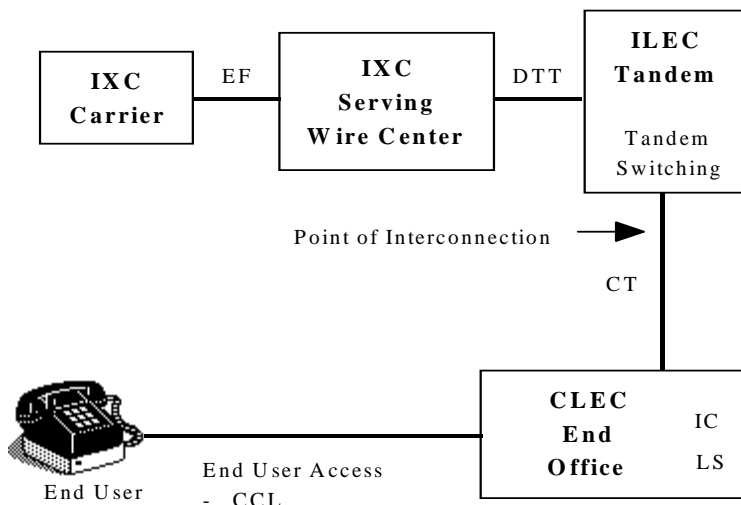 IXC
Carrier
EF
IXC
Serving
Wire Center
DTT
ILEC
Tandem
Tandem
Switching
Point of Interconnection
CT
CLEC
End
Office
IC
LS
End User
End User Access
- CCL